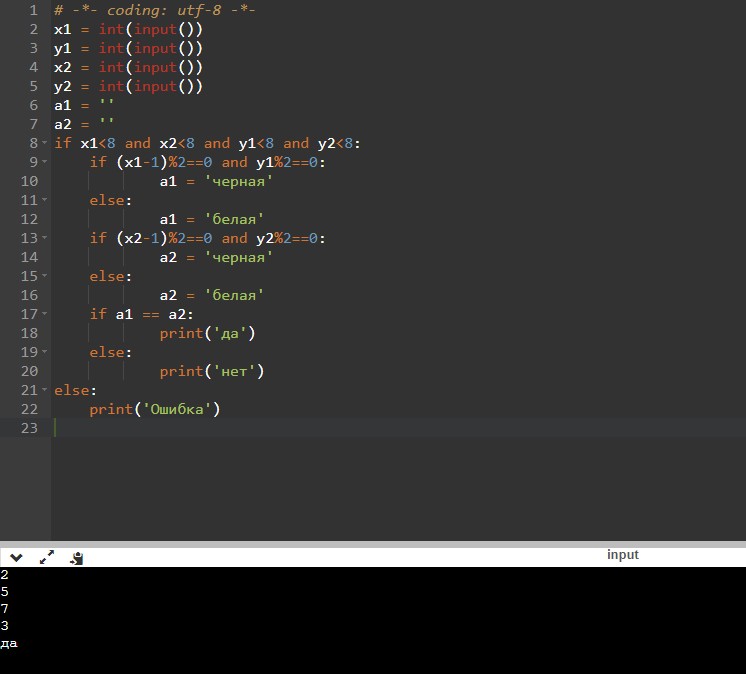 1 # -*- coding: utf-8 -*-
2 x1 = int(input())
3 y1 = int(input())
4 x2 = int(input())
5 y2 = int(input())
6 a1 = ''
7 a2 = ''
8 if x1<8 and x2<8 and y1<8 and y2<8:
9 if (x1-1)%2==0 and y1%2==0:
10 a1 = 'черная'
11 else:
12 a1 = 'белая'
13 if (x2-1)%2==0 and y2%2==0:
14 a2 = 'черная'
15 else:
16 a2 = 'белая'
17 if a1 == a2:
18 print('да')
19 else:
20 print('нет')
21 else:
22 print('Ошибка')
23
input
2
5
7
3
да